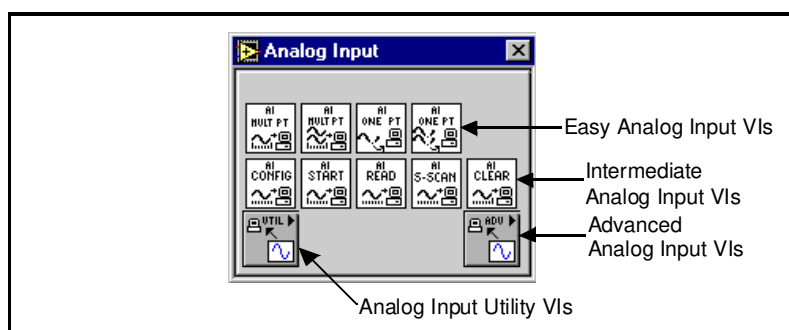 Analog Input
AI MULT PT
AI MULT PT
AI ONE PT
AI ONE PT
Easy Analog Input VIs
AI CONFIG
AI START
AI READ
AI S-SCAN
AI CLEAR
Intermediate
Analog Input VIs
UTIL
ADV
Advanced
Analog Input VIs
Analog Input Utility VIs